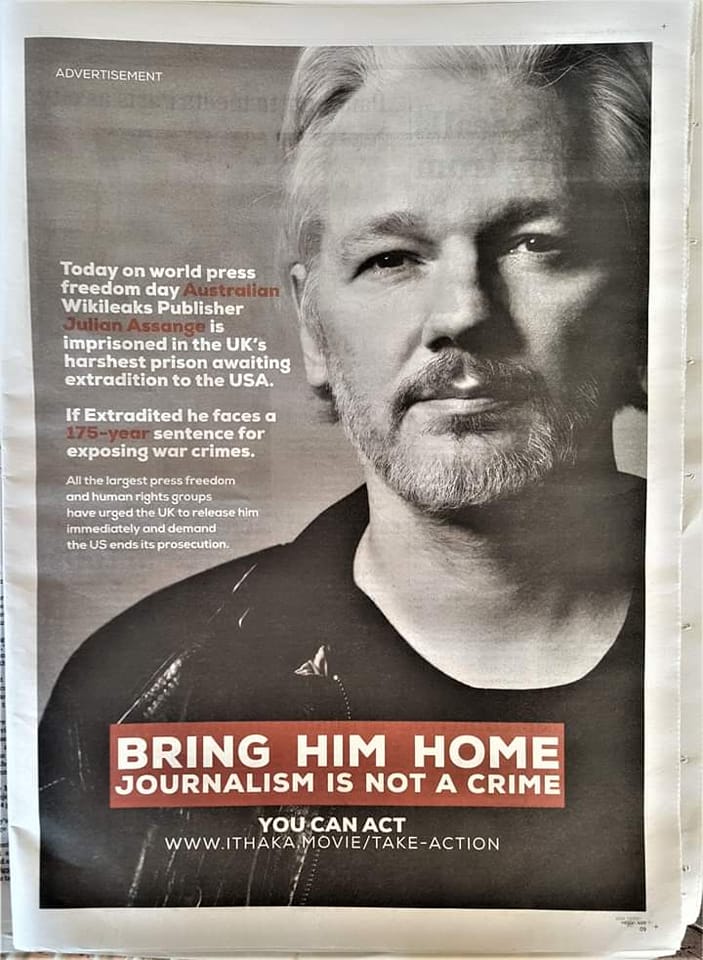 ADVERTISEMENT
Today on world press
freedom day Australian
Wikileaks Publisher
Julian Assange is
imprisoned in the UK's
harshest prison awaiting
extradition to the USA.
If Extradited he faces a
175-year sentence for
exposing war crimes.
All the largest press freedom
and human rights groups
have urged the UK to release him
immediately and demand
the US ends its prosecution.
BRING HIM HOME
JOURNALISM IS NOT A CRIME
YOU CAN ACT
WWW.ITHAKA.MOVIE/TAKE-ACTION